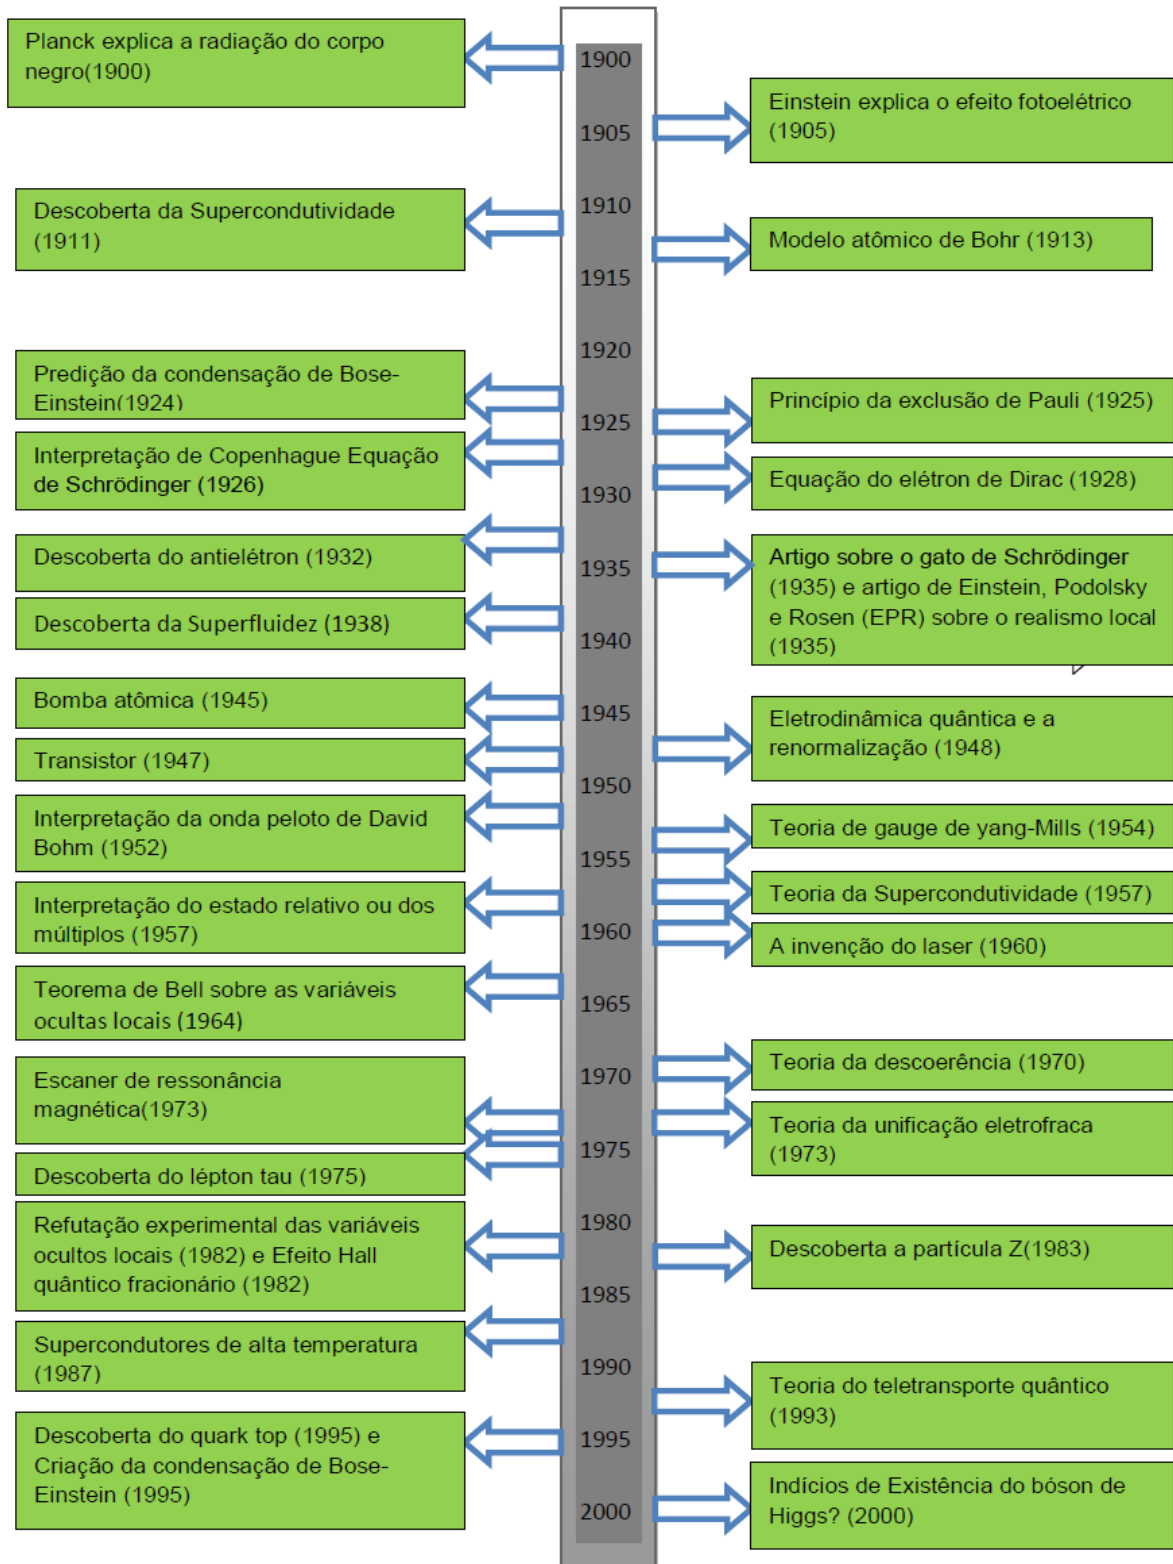 Planck explica a radiação do corpo
negro(1900)
1900
Einstein explica o efeito fotoelétrico
(1905)
1905
Descoberta da Supercondutividade
(1911)
1910
Modelo atômico de Bohr (1913)
1915
1920
Predição da condensação de Bose-
Einstein(1924)
Princípio da exclusão de Pauli (1925)
1925
Interpretação de Copenhague Equação
de Schrödinger (1926)
Equação do elétron de Dirac (1928)
1930
Descoberta do antielétron (1932)
1935
Artigo sobre o gato de Schrödinger
(1935) e artigo de Einstein, Podolsky
e Rosen (EPR) sobre o realismo local
(1935)
Descoberta da Superfluidez (1938)
1940
Bomba atômica (1945)
1945
Eletrodinâmica quântica e a
renormalização (1948)
Transistor (1947)
1950
Interpretação da onda peloto de David
Bohm (1952)
Teoria de gauge de yang-Mills (1954)
1955
Interpretação do estado relativo ou dos
múltiplos (1957)
Teoria da Supercondutividade (1957)
1960
A invenção do laser (1960)
Teorema de Bell sobre as variáveis
ocultas locais (1964)
1965
Teoria da descoerência (1970)
1970
Escaner de ressonância
magnética(1973)
Teoria da unificação eletrofraca
(1973)
1975
Descoberta do lépton tau (1975)
Refutação experimental das variáveis
ocultos locais (1982) e Efeito Hall
quântico fracionário (1982)
1980
Descoberta a partícula Z(1983)
1985
Supercondutores de alta temperatura
(1987)
1990
Teoria do teletransporte quântico
(1993)
Descoberta do quark top (1995) e
Criação da condensação de Bose-
Einstein (1995)
1995
Indícios de Existência do bóson de
Higgs? (2000)
2000